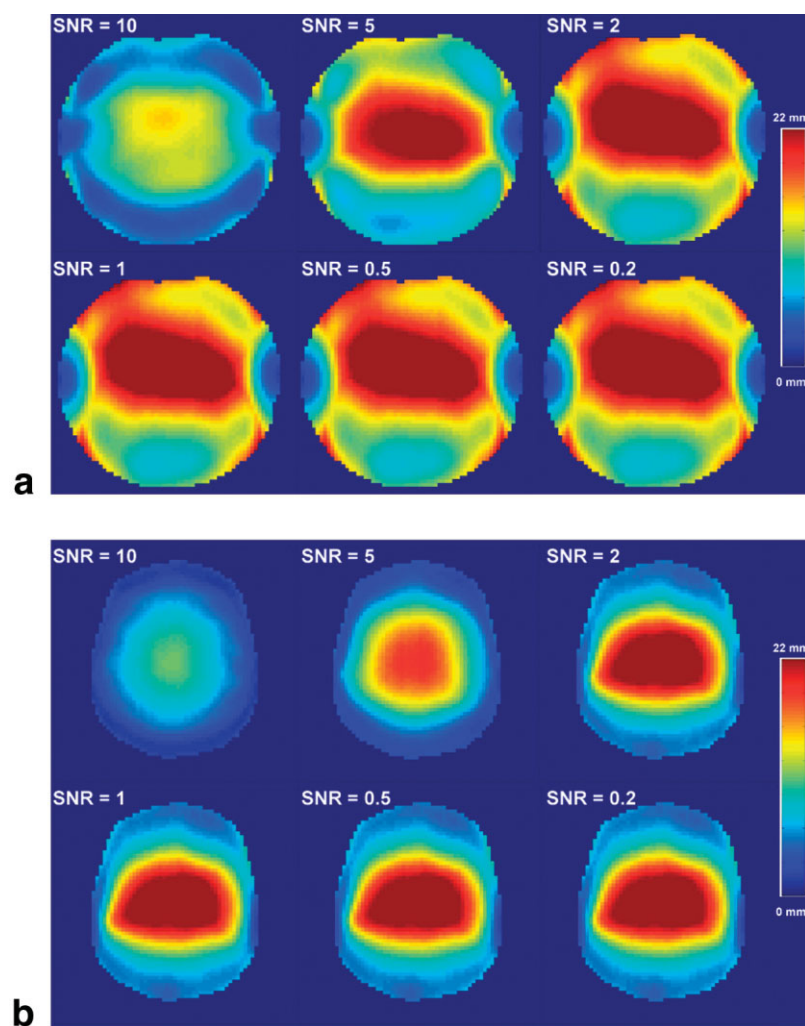 SNR = 10 SNR = 5 SNR = 2
22 mm
SNR = 1 SNR = 0.5 SNR = 0.2
0 mm
a
SNR = 10 SNR = 5 SNR = 2
22 mm
SNR = 1 SNR = 0.5 SNR = 0.2
0 mm
b